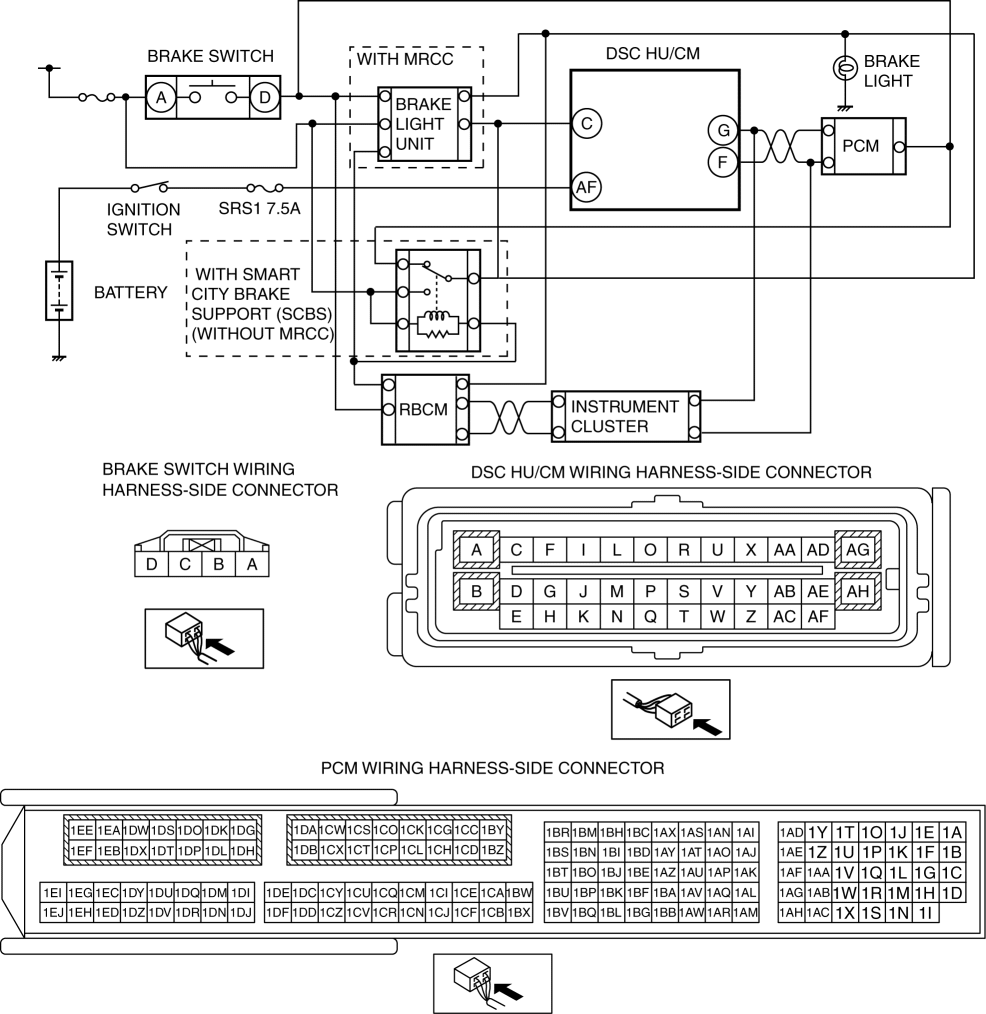 BRAKE SWITCH
A
D
IGNITION
SWITCH
SRS1 7.5A
BATTERY
WITH MRCC
BRAKE
LIGHT
UNIT
DSC HU/CM
C
AF
G
F
PCM
BRAKE
LIGHT
WITH SMART
CITY BRAKE
SUPPORT (SCBS)
(WITHOUT MRCC)
RBCM
INSTRUMENT
CLUSTER
BRAKE SWITCH WIRING
HARNESS-SIDE CONNECTOR
D C B A
DSC HU/CM WIRING HARNESS-SIDE CONNECTOR
A C F I L O R U X AA AD AG
B D G J M P S V Y AB AE AH
E H K N Q T W Z AC AF
PCM WIRING HARNESS-SIDE CONNECTOR
1EE 1EA 1DW 1DS 1DO 1DK 1DG
1EF 1EB 1DX 1DT 1DP 1DL 1DH
1EI 1EG 1EC 1DY 1DU 1DQ 1DM 1DI
1EJ 1EH 1ED 1DZ 1DV 1DR 1DN 1DJ
1DA 1CW 1CS 1CO 1CK 1CG 1CC 1BY
1DB 1CX 1CT 1CP 1CL 1CH 1CD 1BZ
1DE 1DC 1CY 1CU 1CQ 1CM 1CI 1CE 1CA 1BW
1DF 1DD 1CZ 1CV 1CR 1CN 1CJ 1CF 1CB 1BX
1BR 1BM 1BH 1BC 1AX 1AS 1AN 1AI
1BS 1BN 1BI 1BD 1AY 1AT 1AO 1AJ
1BT 1BO 1BJ 1BE 1AZ 1AU 1AP 1AK
1BU 1BP 1BK 1BF 1BA 1AV 1AQ 1AL
1BV 1BQ 1BL 1BG 1BB 1AW 1AR 1AM
1AD 1Y 1T 1O 1J 1E 1A
1AE 1Z 1U 1P 1K 1F 1B
1AF 1AA 1V 1Q 1L 1G 1C
1AG 1AB 1W 1R 1M 1H 1D
1AH 1AC 1X 1S 1N 1I